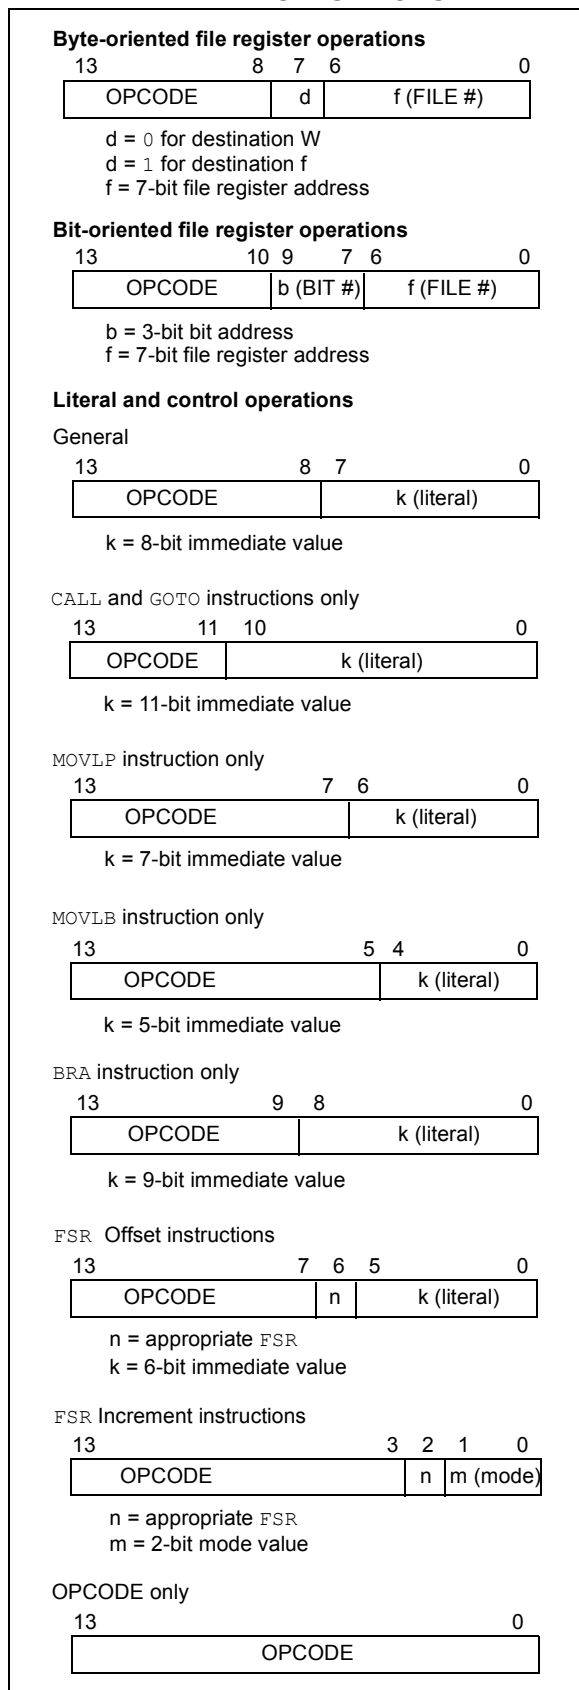 Byte-oriented file register operations
13 8 7 6 0
OPCODE d f (FILE #)
d = 0 for destination W
d = 1 for destination f
f = 7-bit file register address
Bit-oriented file register operations
13 10 9 7 6 0
OPCODE b (BIT #) f (FILE #)
b = 3-bit bit address
f = 7-bit file register address
Literal and control operations
General
13 8 7 0
OPCODE k (literal)
k = 8-bit immediate value
CALL and GOTO instructions only
13 11 10 0
OPCODE k (literal)
k = 11-bit immediate value
MOVLP instruction only
13 7 6 0
OPCODE k (literal)
k = 7-bit immediate value
MOVLB instruction only
13 5 4 0
OPCODE k (literal)
k = 5-bit immediate value
BRA instruction only
13 9 8 0
OPCODE k (literal)
k = 9-bit immediate value
FSR Offset instructions
13 7 6 5 0
OPCODE n k (literal)
n = appropriate FSR
k = 6-bit immediate value
FSR Increment instructions
13 3 2 1 0
OPCODE n m (mode)
n = appropriate FSR
m = 2-bit mode value
OPCODE only
13 0
OPCODE